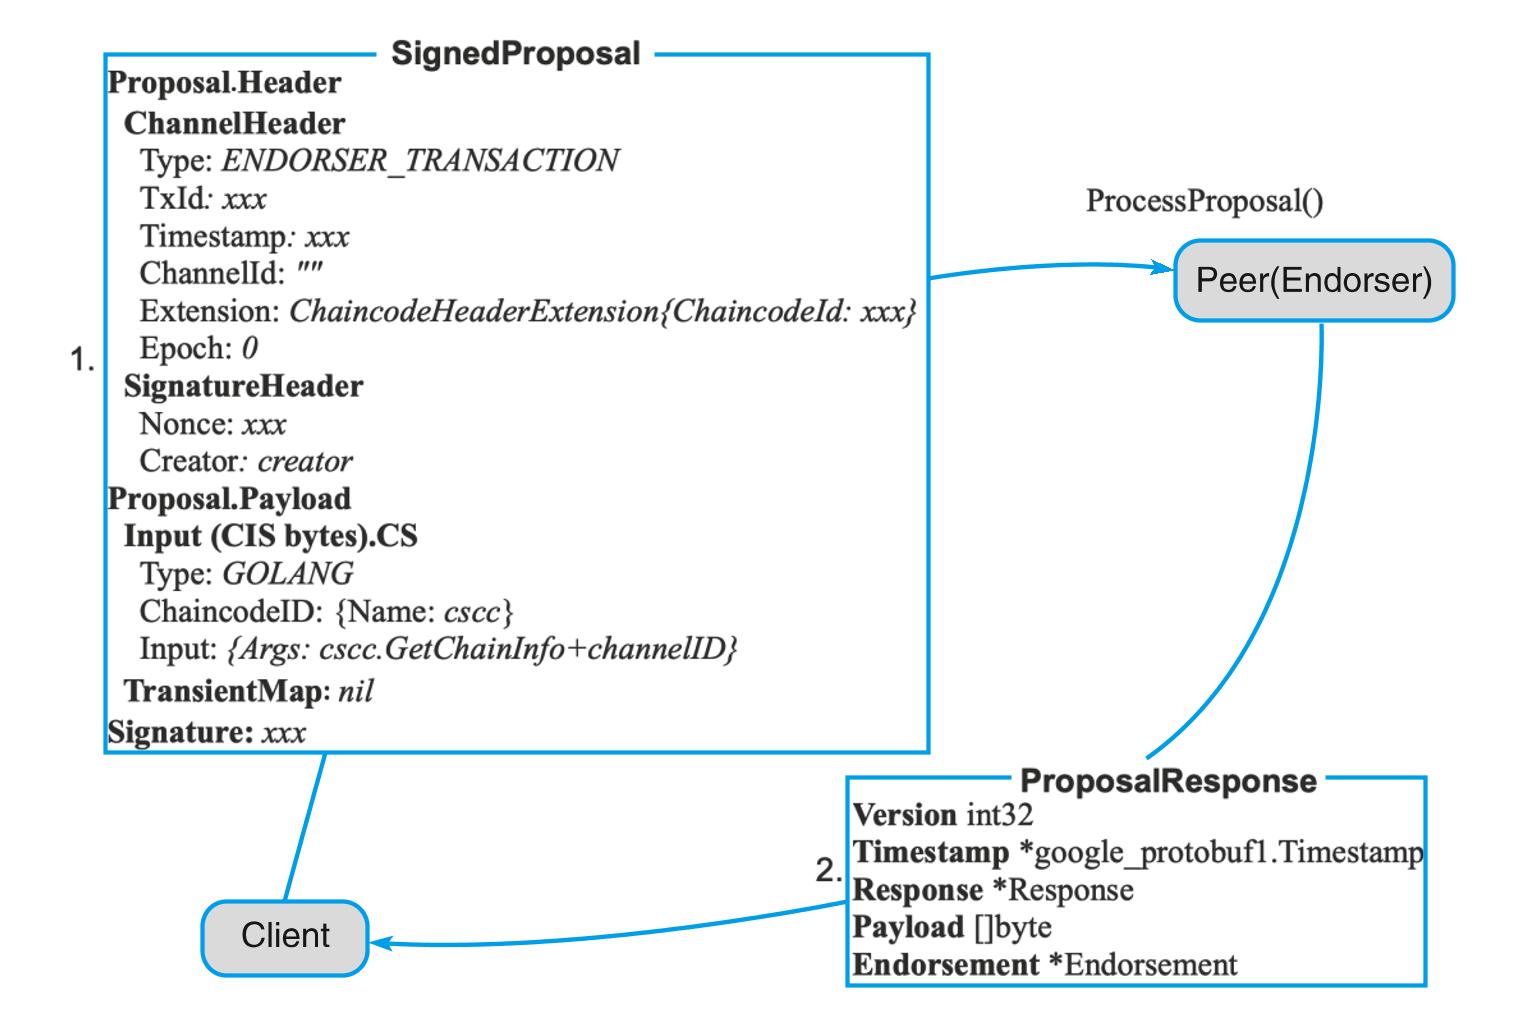 SignedProposal
Proposal.Header
ChannelHeader
Type: ENDORSER_TRANSACTION
TxId: xxx
Timestamp: xxx
ChannelId: ""
Extension: ChaincodeHeaderExtension{ChaincodeId: xxx}
Epoch: 0
1.
SignatureHeader
Nonce: xxx
Creator: creator
Proposal.Payload
Input (CIS bytes).CS
Type: GOLANG
ChaincodeID: {Name: cscc}
Input: {Args: cscc.GetChainInfo+channelID}
TransientMap: nil
Signature: xxx
ProcessProposal()
Peer(Endorser)
ProposalResponse
Version int32
Timestamp *google_protobuf1.Timestamp
2.
Response *Response
Payload []byte
Endorsement *Endorsement
Client